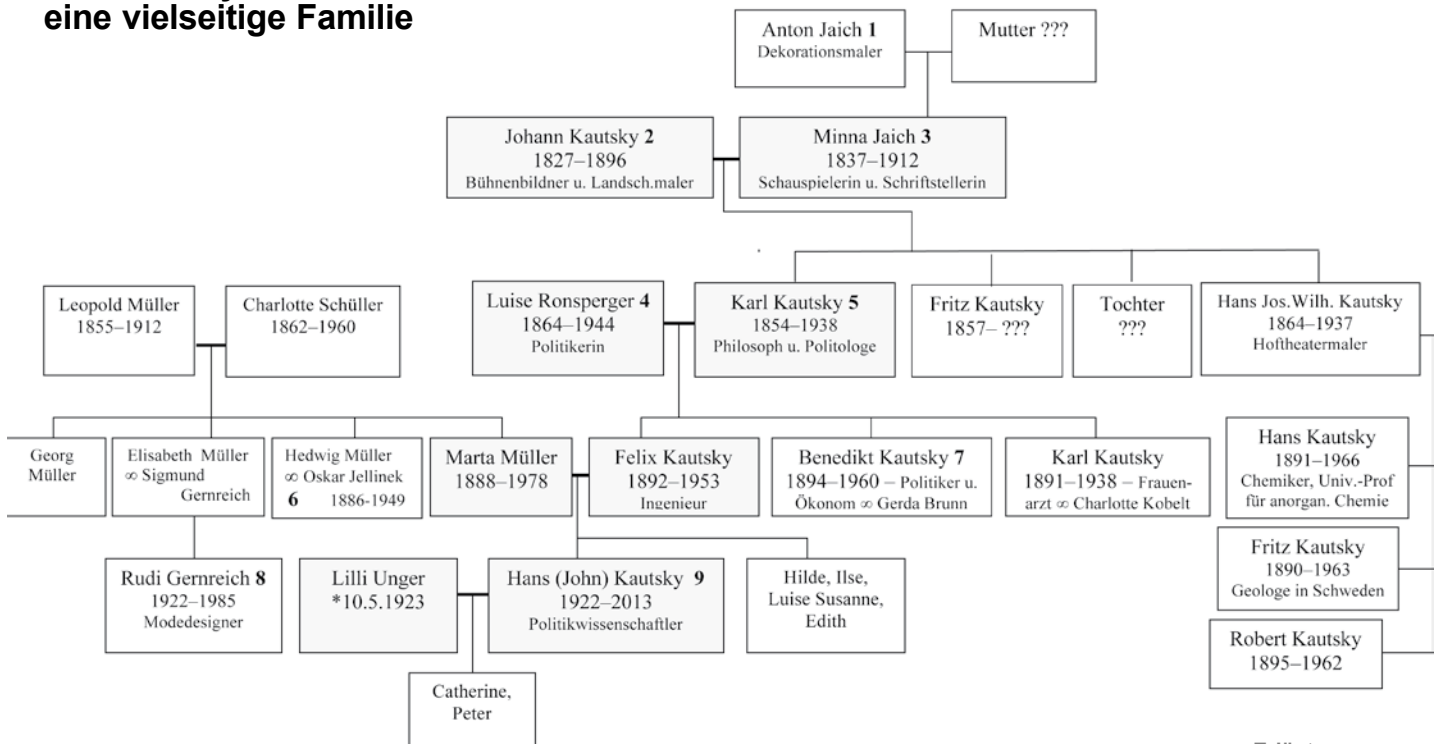 eine vielseitige Familie
Anton Jaich 1
Dekorationsmaler
Mutter ???
Johann Kautsky 2
1827–1896
Bühnenbildner u. Landsch.maler
Minna Jaich 3
1837–1912
Schauspielerin u. Schriftstellerin
Leopold Müller
1855–1912
Charlotte Schüller
1862–1960
Luise Ronsperger 4
1864–1944
Politikerin
Karl Kautsky 5
1854–1938
Philosoph u. Politologe
Fritz Kautsky
1857– ???
Tochter
???
Hans Jos.Wilh. Kautsky
1864–1937
Hoftheatermaler
Georg
Müller
Elisabeth Müller
∞ Sigmund
Gernreich
Hedwig Müller
∞ Oskar Jellinek
6 1886-1949
Marta Müller
1888–1978
Felix Kautsky
1892–1953
Ingenieur
Benedikt Kautsky 7
1894–1960 – Politiker u.
Ökonom ∞ Gerda Brunn
Karl Kautsky
1891–1938 – Frauen-
arzt ∞ Charlotte Kobelt
Hans Kautsky
1891–1966
Chemiker, Univ.-Prof
für anorgan. Chemie
Fritz Kautsky
1890–1963
Geologe in Schweden
Robert Kautsky
1895–1962
Rudi Gernreich 8
1922–1985
Modedesigner
Lilli Unger
*10.5.1923
Hans (John) Kautsky 9
1922–2013
Politikwissenschaftler
Hilde, Ilse,
Luise Susanne,
Edith
Catherine,
Peter